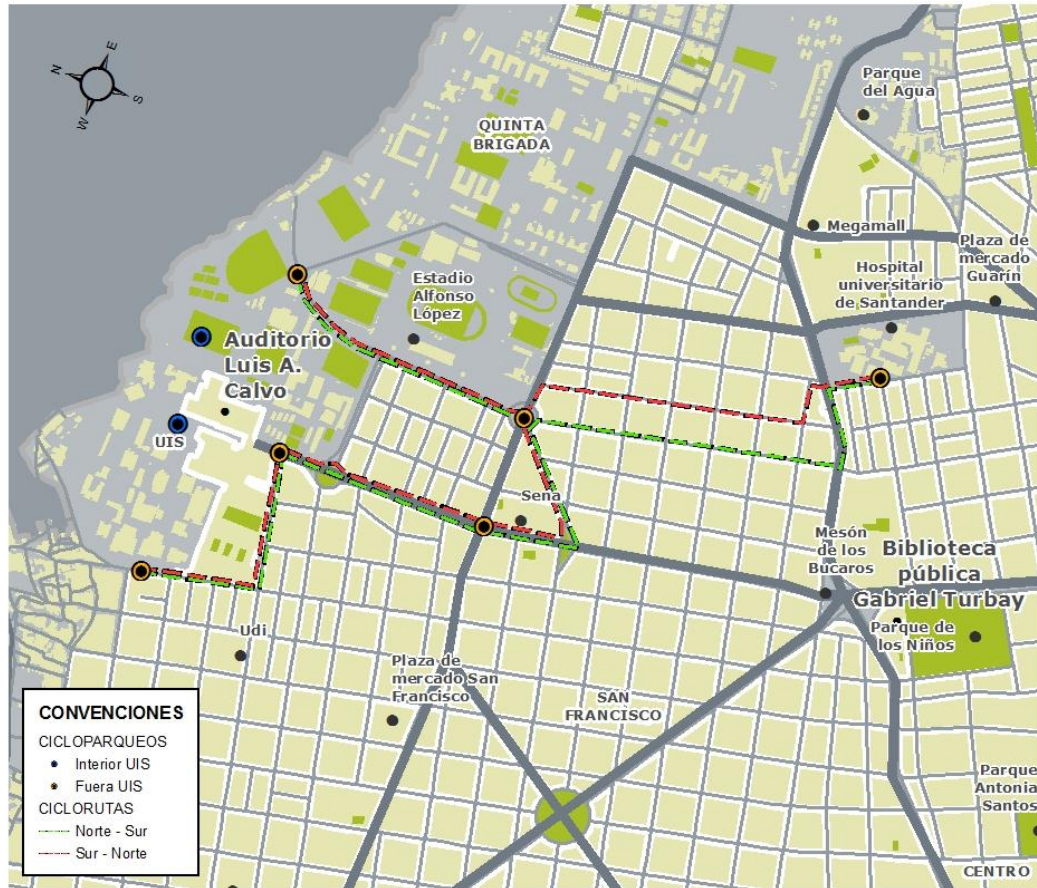 N
E
S
W
Parque
del Agua
QUINTA
BRIGADA
Megamall
Plaza de
mercado
Guarín
Hospital
universitario
de Santander
Estadio
Alfonso
López
Auditorio
Luis A.
Calvo
UIS
Sena
Mesón
de los
Bucaros
Biblioteca
pública
Gabriel Turbay
Parque de
los Niños
Udi
Plaza de
mercado San
Francisco
SAN
FRANCISCO
CONVENCIONES
CICLOPARQUEOS
Interior UIS
Fuera UIS
CICLORUTAS
Norte - Sur
Sur - Norte
Parque
Antonia
Santos
CENTRO